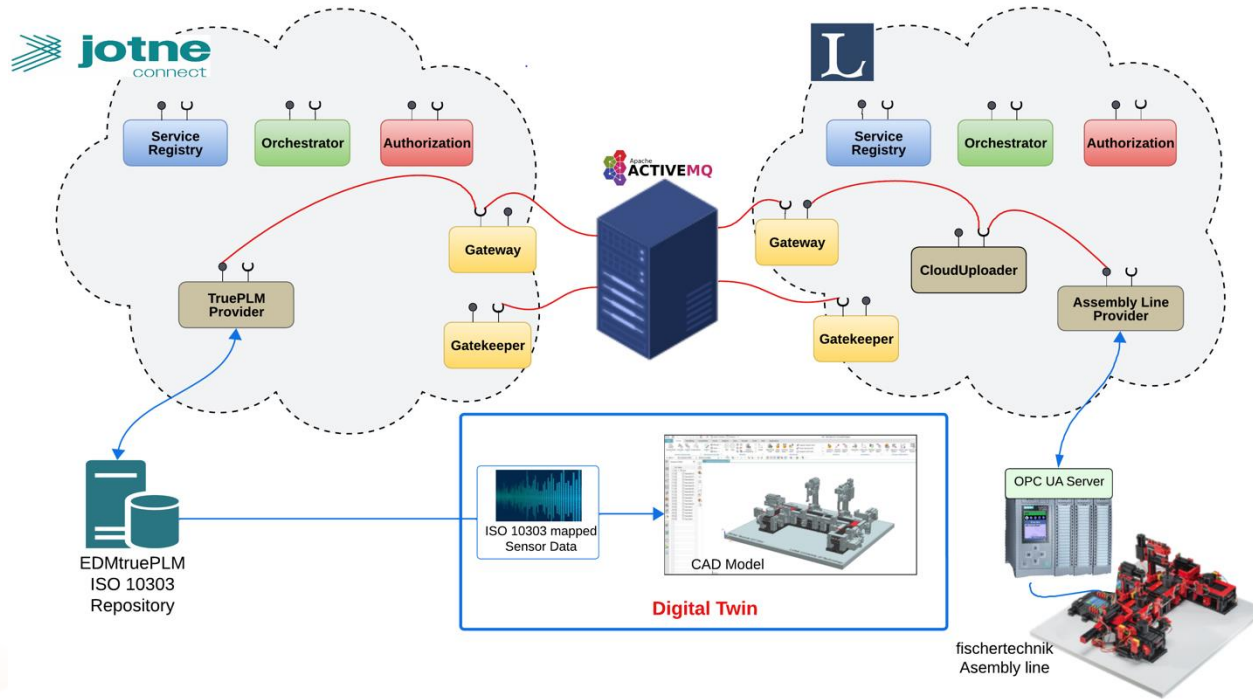 jotne
connect
L
Service
Registry
Orchestrator
Authorization
Service
Registry
Orchestrator
Authorization
Apache
ACTIVEMQ
Gateway
Gateway
CloudUploader
TruePLM
Provider
Assembly Line
Provider
Gatekeeper
Gatekeeper
OPC UA Server
ISO 10303 mapped
Sensor Data
CAD Model
EDMtruePLM
ISO 10303
Repository
Digital Twin
fischertechnik
Asembly line